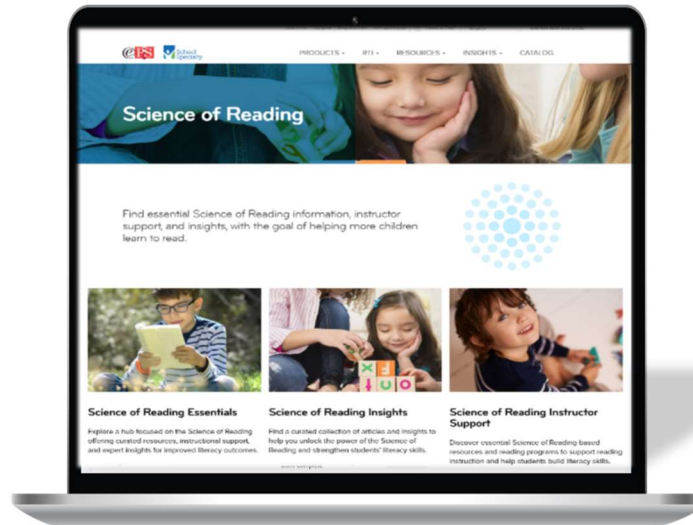 EPS School Specialty
PRODUCTS RTI RESOURCES INSIGHTS CATALOG
Science of Reading
Find essential Science of Reading information, instructor
support, and insights, with the goal of helping more children
learn to read.
Science of Reading Essentials
Explore a hub focused on the Science of Reading
offering curated resources, instructional support,
and expert insights for improved literacy outcomes.
Science of Reading Insights
Find a curated collection of articles and insights to
help you unlock the power of the Science of
Reading and strengthen students' literacy skills.
Science of Reading Instructor
Support
Discover essential Science of Reading-based
resources and reading programs to support reading
instruction and help students build literacy skills.